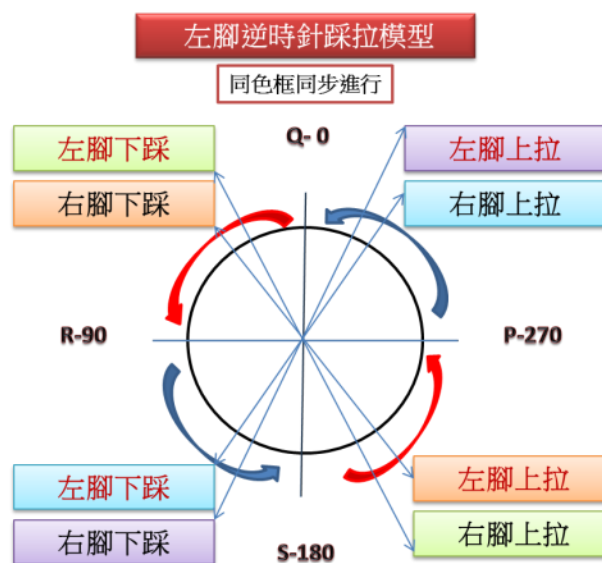 左腳逆時針踩拉模型
同色框同步進行
Q- 0
左腳下踩
右腳下踩
左腳上拉
右腳上拉
R-90
P-270
左腳下踩
右腳下踩
左腳上拉
右腳上拉
S-180